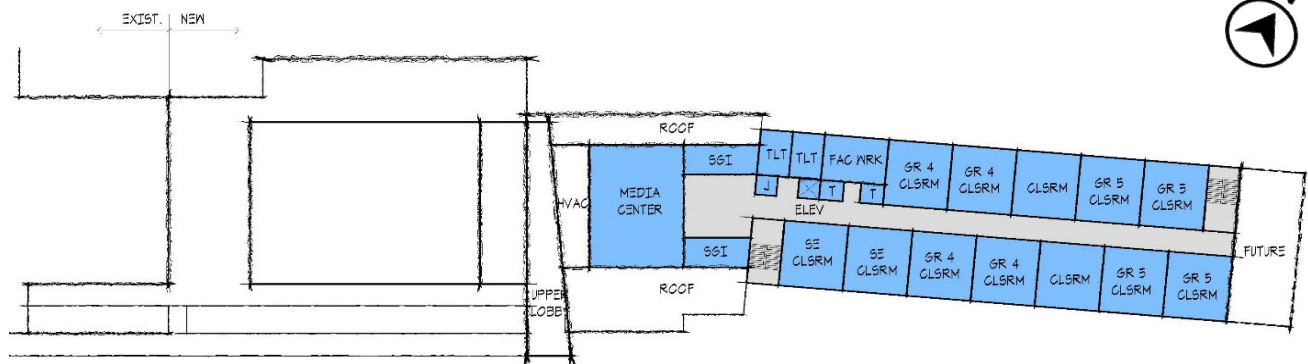 EXIST. NEW
ROOF
SGI
TLT
TLT
FAC WRK
GR 4
CLSRM
GR 4
CLSRM
CLSRM
GR 5
CLSRM
GR 5
CLSRM
HVAC
MEDIA
CENTER
J
T
T
ELEV
SGI
SE
CLSRM
SE
CLSRM
GR 4
CLSRM
GR 4
CLSRM
CLSRM
GR 5
CLSRM
GR 5
CLSRM
FUTURE
ROOF
UPPER
LOBBY